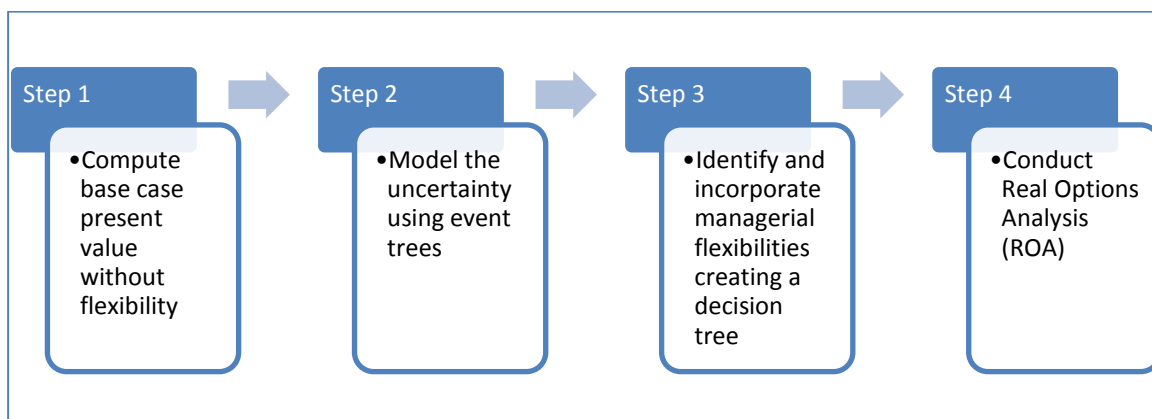 Step 1
•Compute
base case
present
value
without
flexibility
Step 2
•Model the
uncertainty
using event
trees
Step 3
•Identify and
incorporate
managerial
flexibilities
creating a
decision
tree
Step 4
•Conduct
Real Options
Analysis
(ROA)